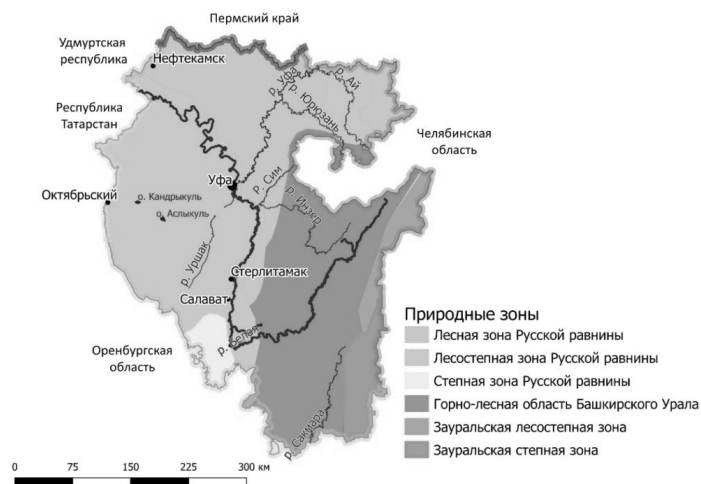 Пермский край
Удмуртская
республика
Нефтекамск
р. Уфа
р. Ай
р. Юрюзань
Республика
Татарстан
Челябинская
область
Уфа
р. Сим
Октябрьский
о. Кандрыкуль
р. Инзер
о. Аслыкуль
р. Уршак
Стерлитамак
Салават
Природные зоны
Лесная зона Русской равнины
р. Белая
Оренбургская
область
Лесостепная зона Русской равнины
Степная зона Русской равнины
Горно-лесная область Башкирского Урала
Зауральская лесостепная зона
Зауральская степная зона
р. Сакмара
0 75 150 225 300 км